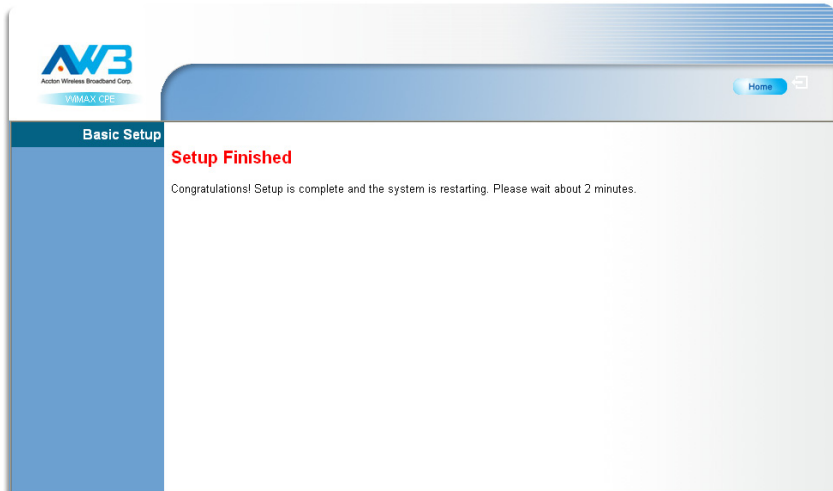 AWB
Accton Wireless Broadband Corp.
WIMAX CPE
Home
Basic Setup
Setup Finished
Congratulations! Setup is complete and the system is restarting. Please wait about 2 minutes.